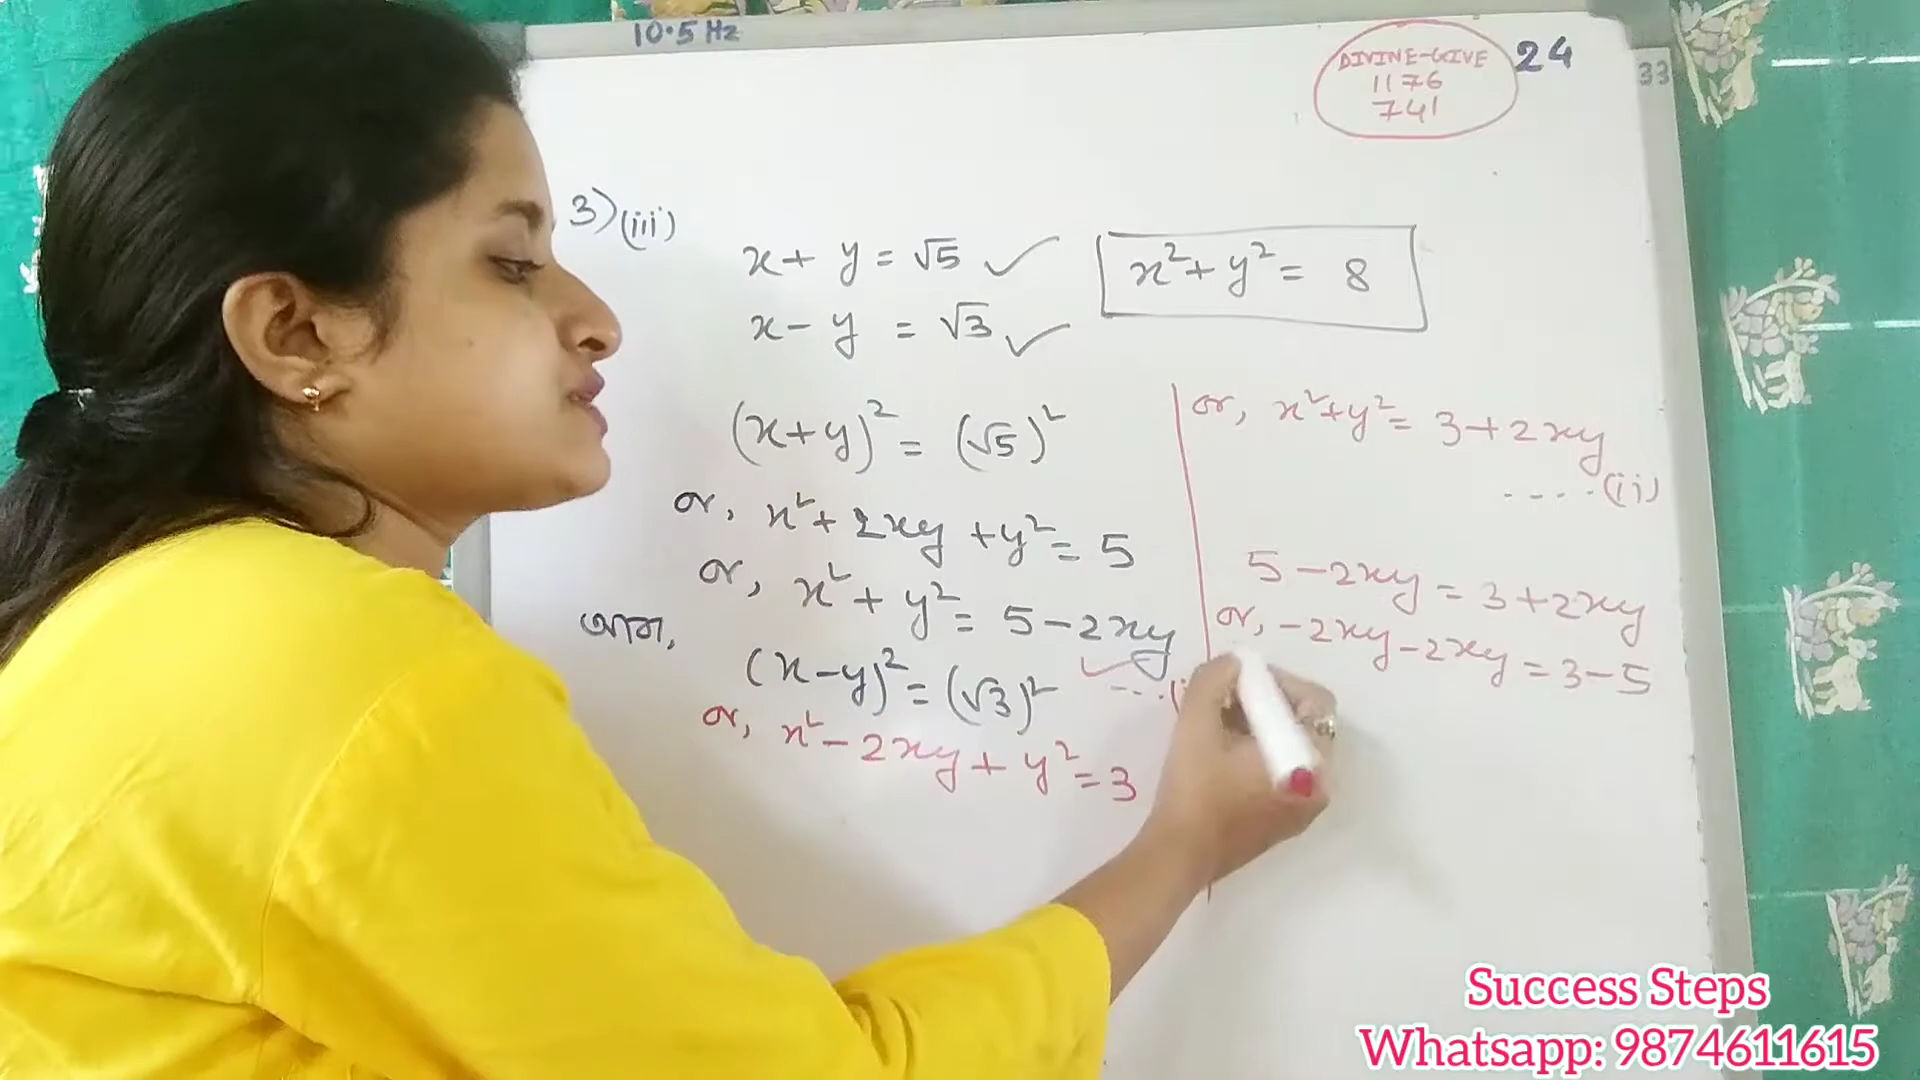 10.5 Hz
DIVINE-GIVE
1176
741
24
33
3) (iii)
x + y = √5 ✓
x - y = √3 ✓
x² + y² = 8
(x+y)² = (√5)²
or, x² + 2xy + y² = 5
or, x² + y² = 5 - 2xy
আবার,
(x-y)² = (√3)²
or, x² - 2xy + y² = 3
or, x² + y² = 3 + 2xy
- - - - (ii)
5 - 2xy = 3 + 2xy
or, -2xy - 2xy = 3 - 5
Success Steps
Whatsapp: 9874611615